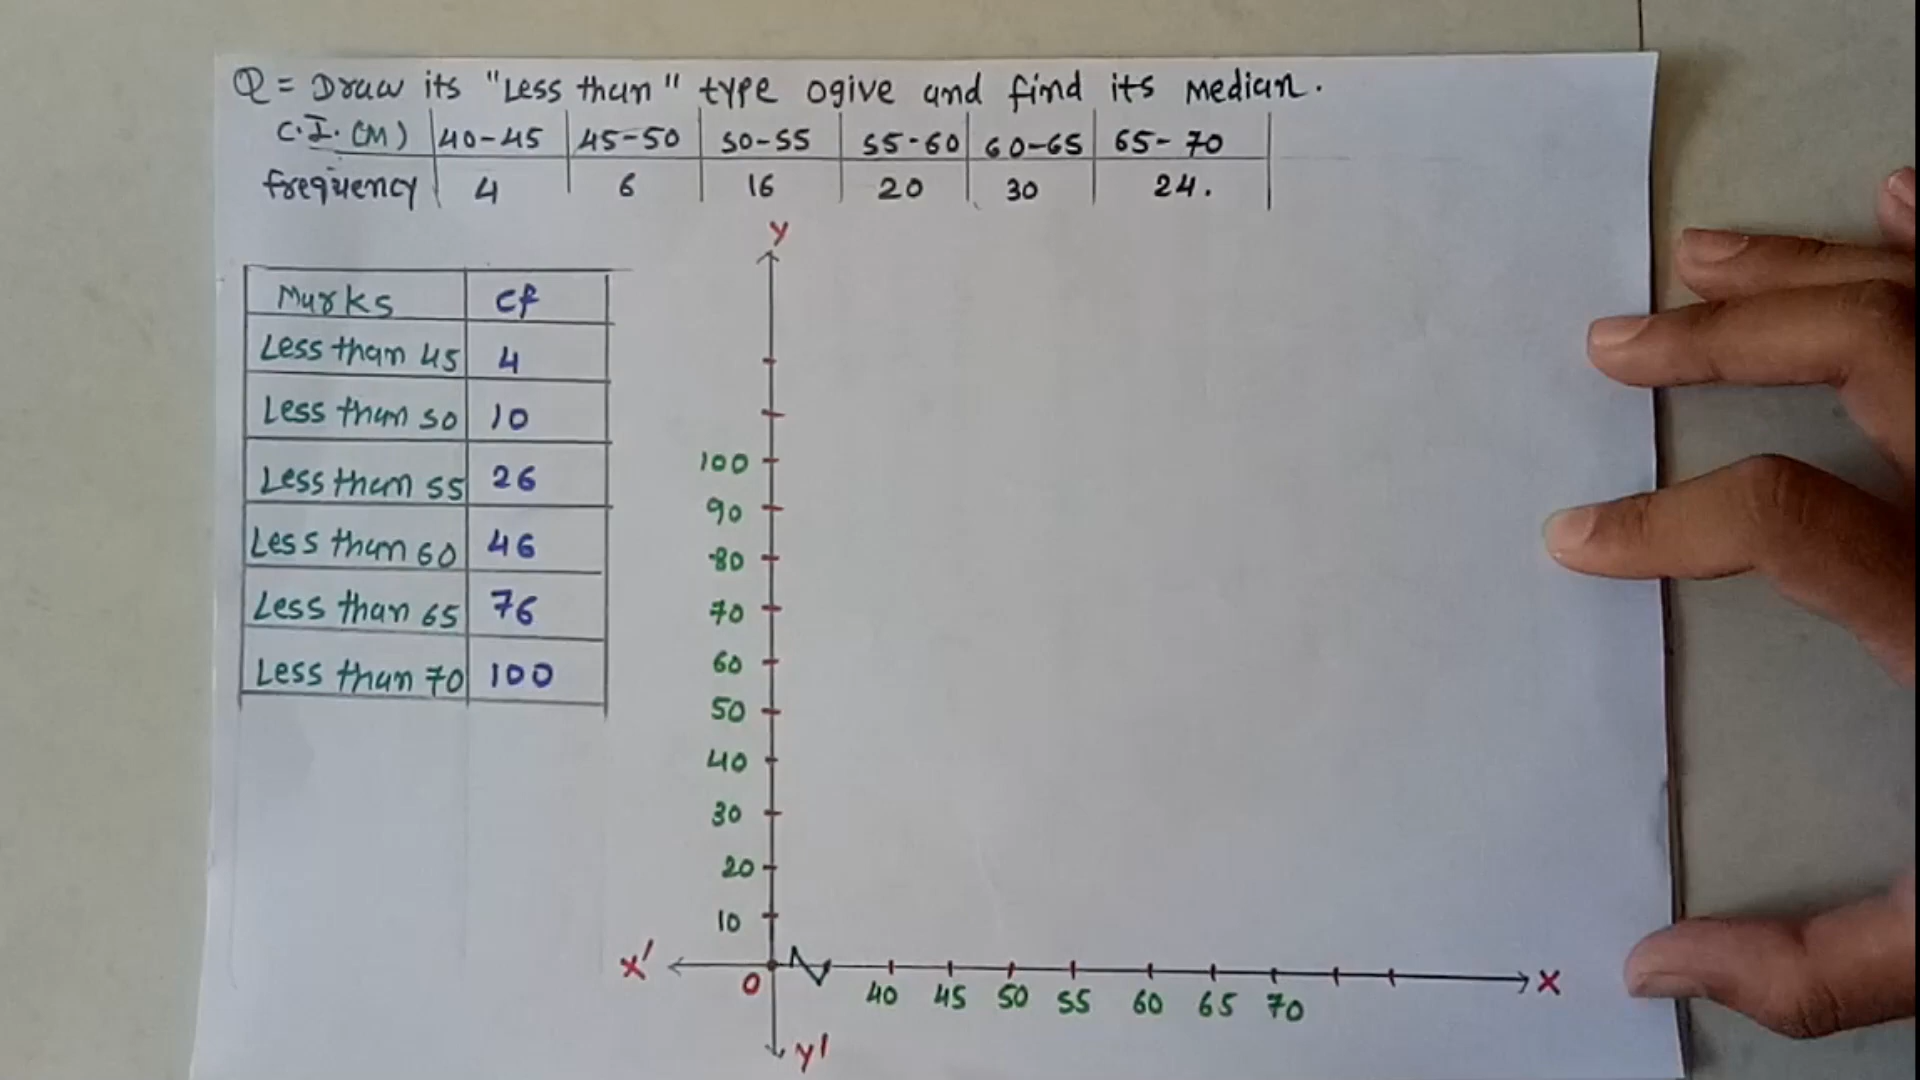 Q = Draw its "Less than" type ogive and find its Median.
C.I. (M) 40-45 45-50 50-55 55-60 60-65 65-70
frequency 4 6 16 20 30 24.
Marks Cf
Less than 45 4
Less than 50 10
Less than 55 26
Less than 60 46
Less than 65 76
Less than 70 100
Y
100
90
80
70
60
50
40
30
20
10
X' O X
40 45 50 55 60 65 70
Y'